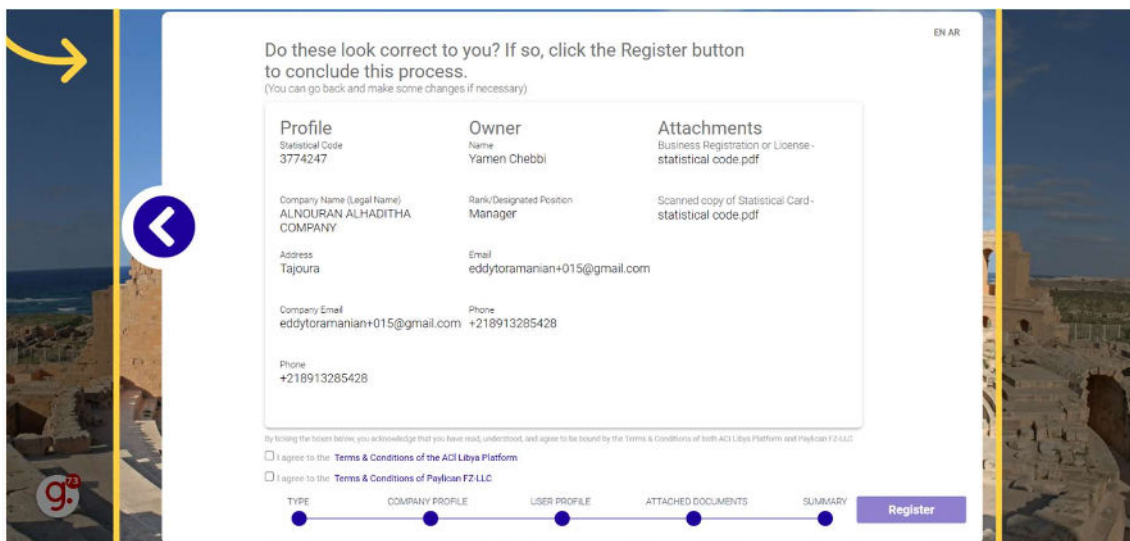 EN AR
Do these look correct to you? If so, click the Register button
to conclude this process.
(You can go back and make some changes if necessary)
Profile
Statistical Code
3774247
Company Name (Legal Name)
ALNOURAN ALHADITHA
COMPANY
Address
Tajoura
Company Email
eddytoramanian+015@gmail.com
Phone
+218913285428
Owner
Name
Yamen Chebbi
Rank/Designated Position
Manager
Email
eddytoramanian+015@gmail.com
Phone
+218913285428
Attachments
Business Registration or License -
statistical code.pdf
Scanned copy of Statistical Card -
statistical code.pdf
By ticking the boxes below, you acknowledge that you have read, understood, and agree to be bound by the Terms & Conditions of both ACI Libya Platform and Paylican FZ-LLC
I agree to the Terms & Conditions of the ACI Libya Platform
I agree to the Terms & Conditions of Paylican FZ-LLC
TYPE
COMPANY PROFILE
USER PROFILE
ATTACHED DOCUMENTS
SUMMARY
Register
g.
73